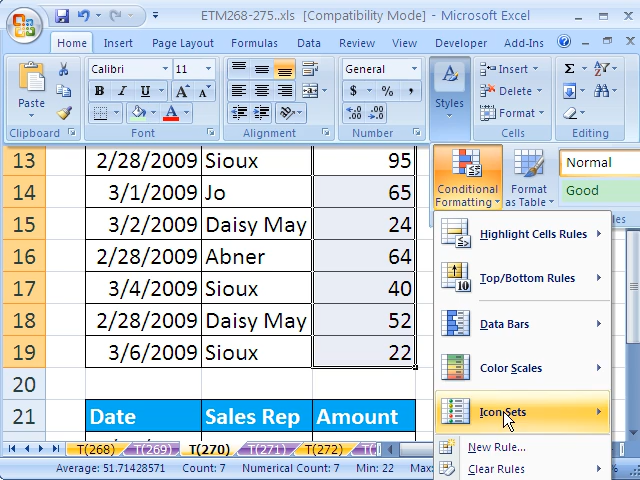 ETM268-275..xls [Compatibility Mode] - Microsoft Excel
Home Insert Page Layout Formulas Data Review View Developer Add-Ins
Calibri 11 General Insert Σ
Paste B I U A A $ % , Styles Delete
Format
Clipboard Font Alignment Number Cells Editing
13 2/28/2009 Sioux 95
14 3/1/2009 Jo 65
15 3/2/2009 Daisy May 24
16 2/28/2009 Abner 64
17 3/4/2009 Sioux 40
18 2/28/2009 Daisy May 52
19 3/6/2009 Sioux 22
20
21 Date Sales Rep Amount
Conditional Formatting
Format as Table
Normal
Good
Highlight Cells Rules
Top/Bottom Rules
Data Bars
Color Scales
Icon Sets
New Rule...
Clear Rules
T(268) T(269) T(270) T(271) T(272)
Average: 51.71428571 Count: 7 Numerical Count: 7 Min: 22